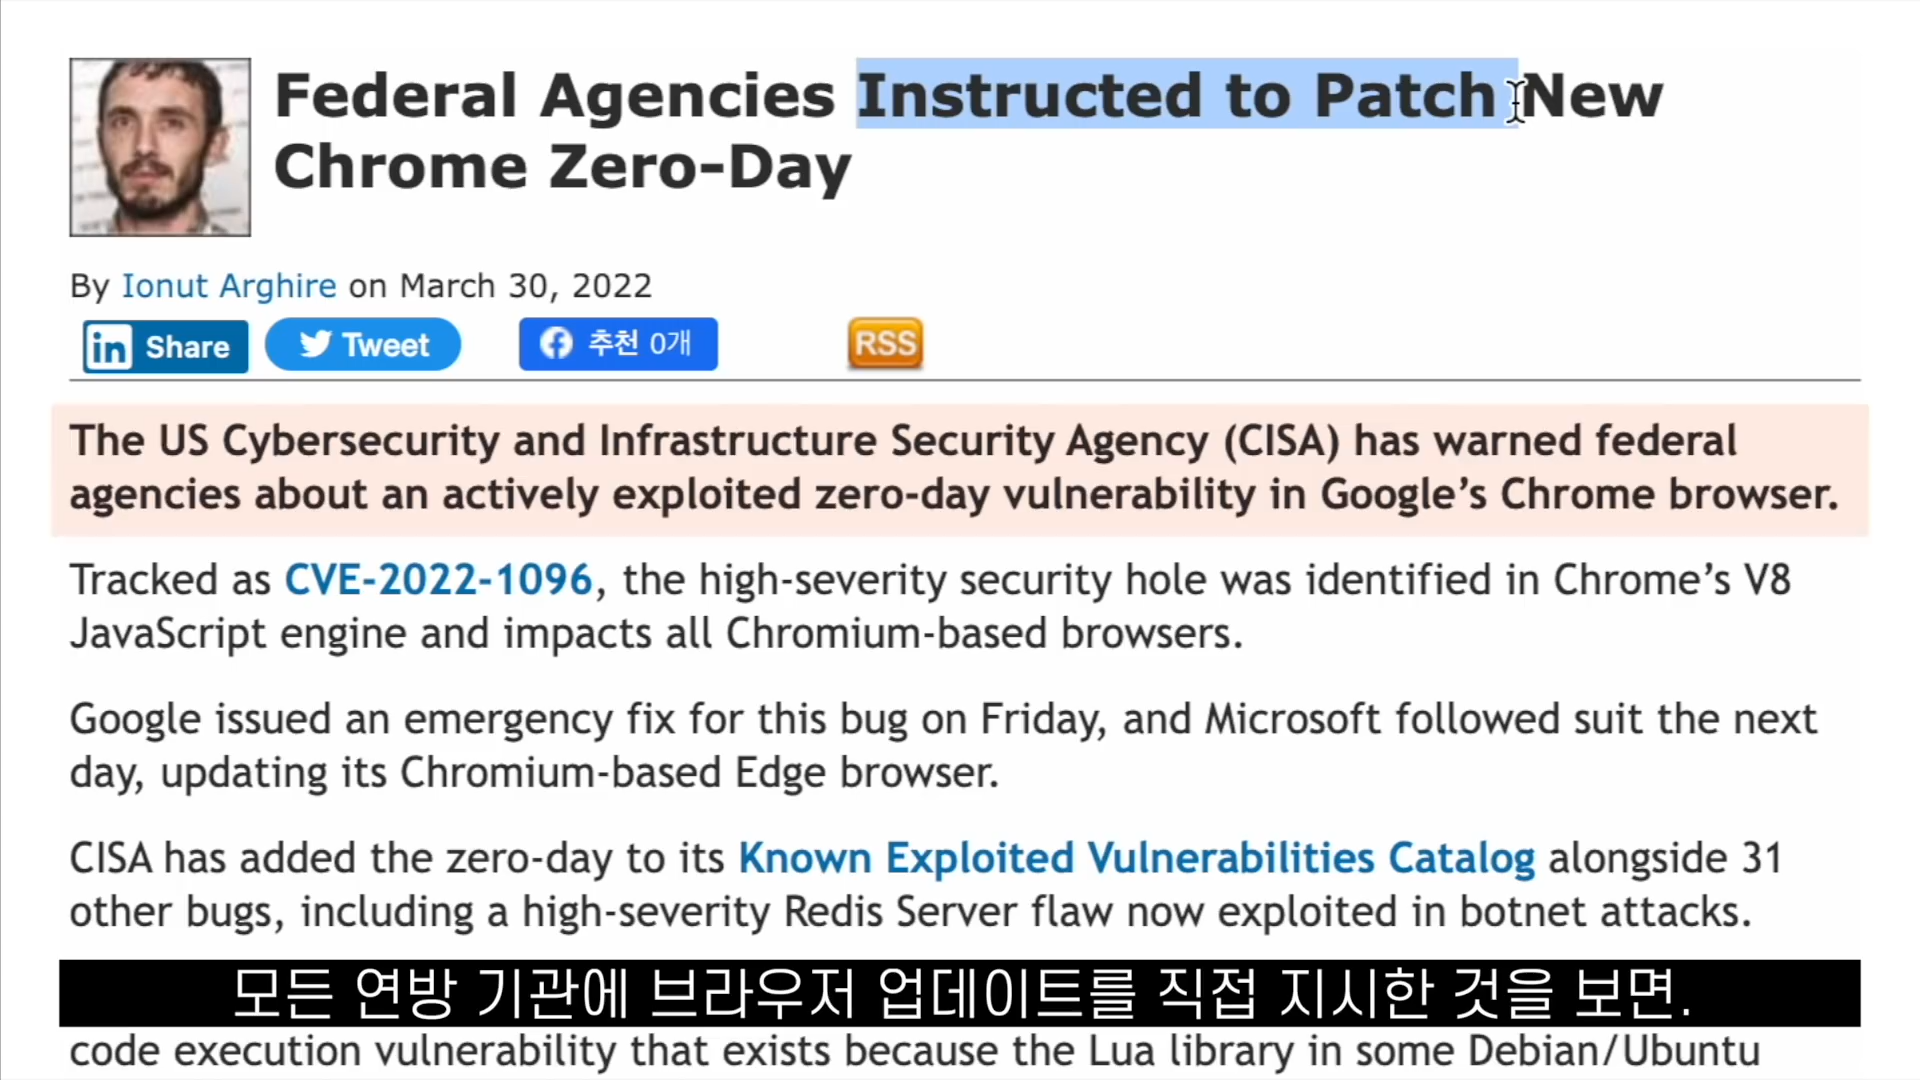 Federal Agencies Instructed to Patch New
Chrome Zero-Day
By Ionut Arghire on March 30, 2022
in Share
Tweet
추천 0개
RSS
The US Cybersecurity and Infrastructure Security Agency (CISA) has warned federal
agencies about an actively exploited zero-day vulnerability in Google’s Chrome browser.
Tracked as CVE-2022-1096, the high-severity security hole was identified in Chrome’s V8
JavaScript engine and impacts all Chromium-based browsers.
Google issued an emergency fix for this bug on Friday, and Microsoft followed suit the next
day, updating its Chromium-based Edge browser.
CISA has added the zero-day to its Known Exploited Vulnerabilities Catalog alongside 31
other bugs, including a high-severity Redis Server flaw now exploited in botnet attacks.
모든 연방 기관에 브라우저 업데이트를 직접 지시한 것을 보면.
code execution vulnerability that exists because the Lua library in some Debian/Ubuntu